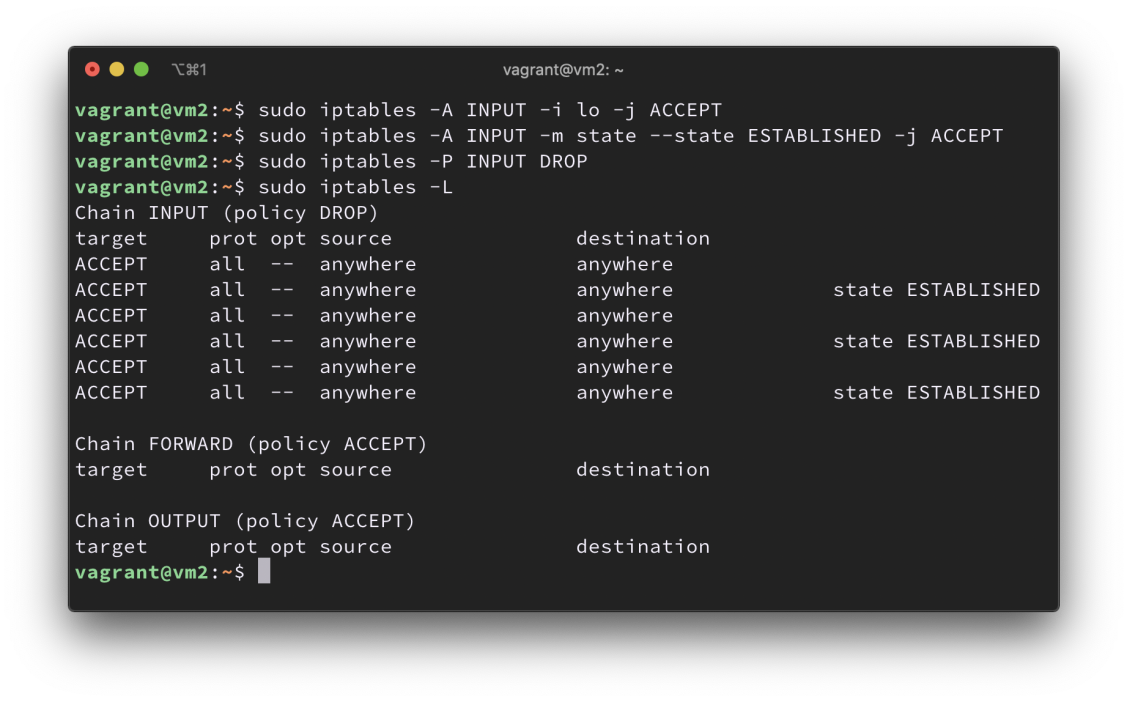 ⌥⌘1 vagrant@vm2: ~
vagrant@vm2:~$ sudo iptables -A INPUT -i lo -j ACCEPT
vagrant@vm2:~$ sudo iptables -A INPUT -m state --state ESTABLISHED -j ACCEPT
vagrant@vm2:~$ sudo iptables -P INPUT DROP
vagrant@vm2:~$ sudo iptables -L
Chain INPUT (policy DROP)
target     prot opt source               destination
ACCEPT     all  --  anywhere             anywhere
ACCEPT     all  --  anywhere             anywhere             state ESTABLISHED
ACCEPT     all  --  anywhere             anywhere
ACCEPT     all  --  anywhere             anywhere             state ESTABLISHED
ACCEPT     all  --  anywhere             anywhere
ACCEPT     all  --  anywhere             anywhere             state ESTABLISHED

Chain FORWARD (policy ACCEPT)
target     prot opt source               destination

Chain OUTPUT (policy ACCEPT)
target     prot opt source               destination
vagrant@vm2:~$